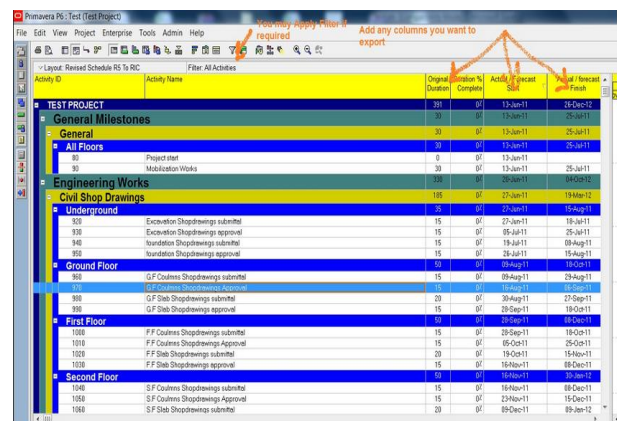 Primavera P6 : Test (Test Project)
File Edit View Project Enterprise Tools Admin Help
You may Apply Filter if required
Add any columns you want to export
Layout: Revised Schedule R5 To RIC Filter: All Activities
Activity ID Activity Name Original Duration Duration % Complete Actual / Forecast Start Actual / forecast Finish
TEST PROJECT 391 0% 13-Jun-11 26-Dec-12
General Milestones 30 0% 13-Jun-11 25-Jul-11
General 30 0% 13-Jun-11 25-Jul-11
All Floors 30 0% 13-Jun-11 25-Jul-11
80 Project start 0 0% 13-Jun-11
90 Mobilization Works 30 0% 13-Jun-11 25-Jul-11
Engineering Works 330 0% 04-Oct-12
Civil Shop Drawings 185 0% 27-Jun-11 19-Mar-12
Underground 35 0% 27-Jun-11 15-Aug-11
920 Excavation Shopdrawings submittal 15 0% 27-Jun-11 18-Jul-11
930 Excavation Shopdrawings approval 15 0% 05-Jul-11 25-Jul-11
940 foundation Shopdrawings submittal 15 0% 19-Jul-11 08-Aug-11
950 foundation Shopdrawings approval 15 0% 26-Jul-11 15-Aug-11
Ground Floor 50 0% 09-Aug-11 18-Oct-11
960 G.F Coulmns Shopdrawings submittal 15 0% 09-Aug-11 29-Aug-11
970 G.F Coulmns Shopdrawings Approval 15 0% 16-Aug-11 06-Sep-11
980 G.F Slab Shopdrawings submittal 20 0% 30-Aug-11 27-Sep-11
990 G.F Slab Shopdrawings approval 15 0% 28-Sep-11 18-Oct-11
First Floor 50 0% 28-Sep-11 08-Dec-11
1000 F.F Coulmns Shopdrawings submittal 15 0% 28-Sep-11 18-Oct-11
1010 F.F Coulmns Shopdrawings Approval 15 0% 05-Oct-11 25-Oct-11
1020 F.F Slab Shopdrawings submittal 20 0% 19-Oct-11 15-Nov-11
1030 F.F Slab Shopdrawings approval 15 0% 16-Nov-11 08-Dec-11
Second Floor 50 0% 16-Nov-11 30-Jan-12
1040 S.F Coulmns Shopdrawings submittal 15 0% 16-Nov-11 08-Dec-11
1050 S.F Coulmns Shopdrawings Approval 15 0% 23-Nov-11 15-Dec-11
1060 S.F Slab Shopdrawings submittal 20 0% 09-Dec-11 09-Jan-12